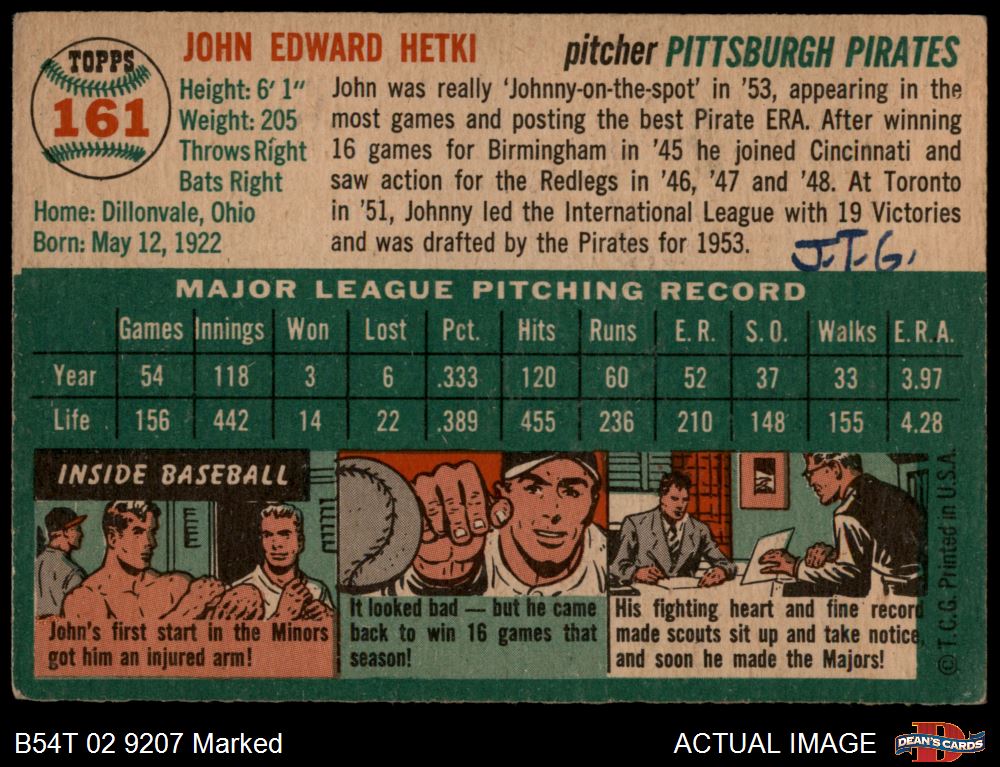 TOPPS
161
JOHN EDWARD HETKI
pitcher PITTSBURGH PIRATES
Height: 6' 1"
Weight: 205
Throws Right
Bats Right
Home: Dillonvale, Ohio
Born: May 12, 1922
John was really 'Johnny-on-the-spot' in '53, appearing in the
most games and posting the best Pirate ERA. After winning
16 games for Birmingham in '45 he joined Cincinnati and
saw action for the Redlegs in '46, '47 and '48. At Toronto
in '51, Johnny led the International League with 19 Victories
and was drafted by the Pirates for 1953.
J.T.G.
MAJOR LEAGUE PITCHING RECORD
Games Innings Won Lost Pct. Hits Runs E.R. S.O. Walks E.R.A.
Year 54 118 3 6 .333 120 60 52 37 33 3.97
Life 156 442 14 22 .389 455 236 210 148 155 4.28
INSIDE BASEBALL
John's first start in the Minors
got him an injured arm!
It looked bad — but he came
back to win 16 games that
season!
His fighting heart and fine record
made scouts sit up and take notice,
and soon he made the Majors!
© T.C.G. Printed in U.S.A.
B54T 02 9207 Marked
ACTUAL IMAGE
DEAN'S CARDS